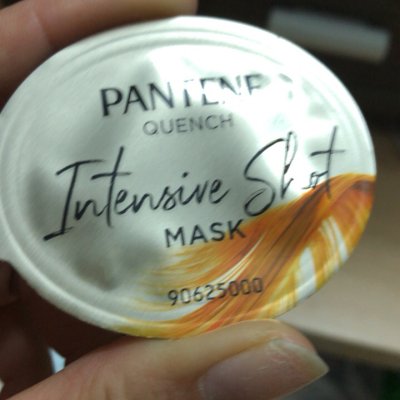 PANTENE
QUENCH
Intensive Shot
MASK
90625000